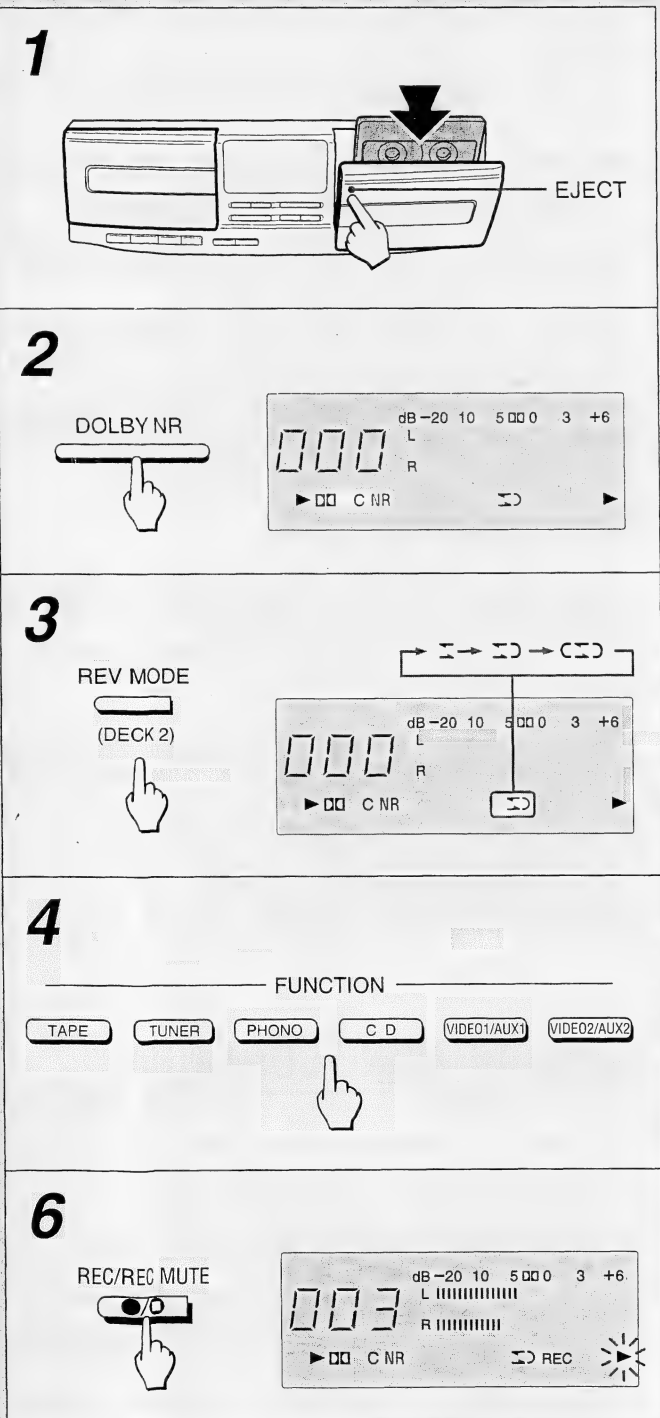 1
EJECT
2
DOLBY NR
dB −20 10 5 0 3 +6
L
000
R
C NR
3
REV MODE
(DECK 2)
dB −20 10 5 0 3 +6
L
000
R
C NR
4
FUNCTION
TAPE TUNER PHONO C D VIDEO1/AUX1 VIDEO2/AUX2
6
REC/REC MUTE
dB −20 10 5 0 3 +6
L
003
R
C NR REC